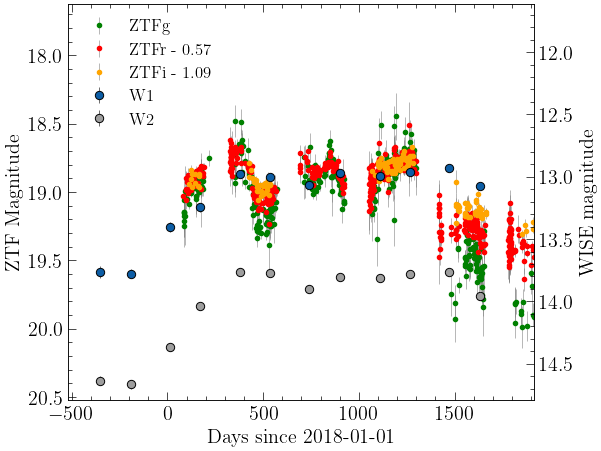 ZTFg
ZTFr - 0.57
ZTFi - 1.09
W1
W2
18.0
18.5
19.0
19.5
20.0
20.5
12.0
12.5
13.0
13.5
14.0
14.5
−500
0
500
1000
1500
ZTF Magnitude
WISE magnitude
Days since 2018-01-01